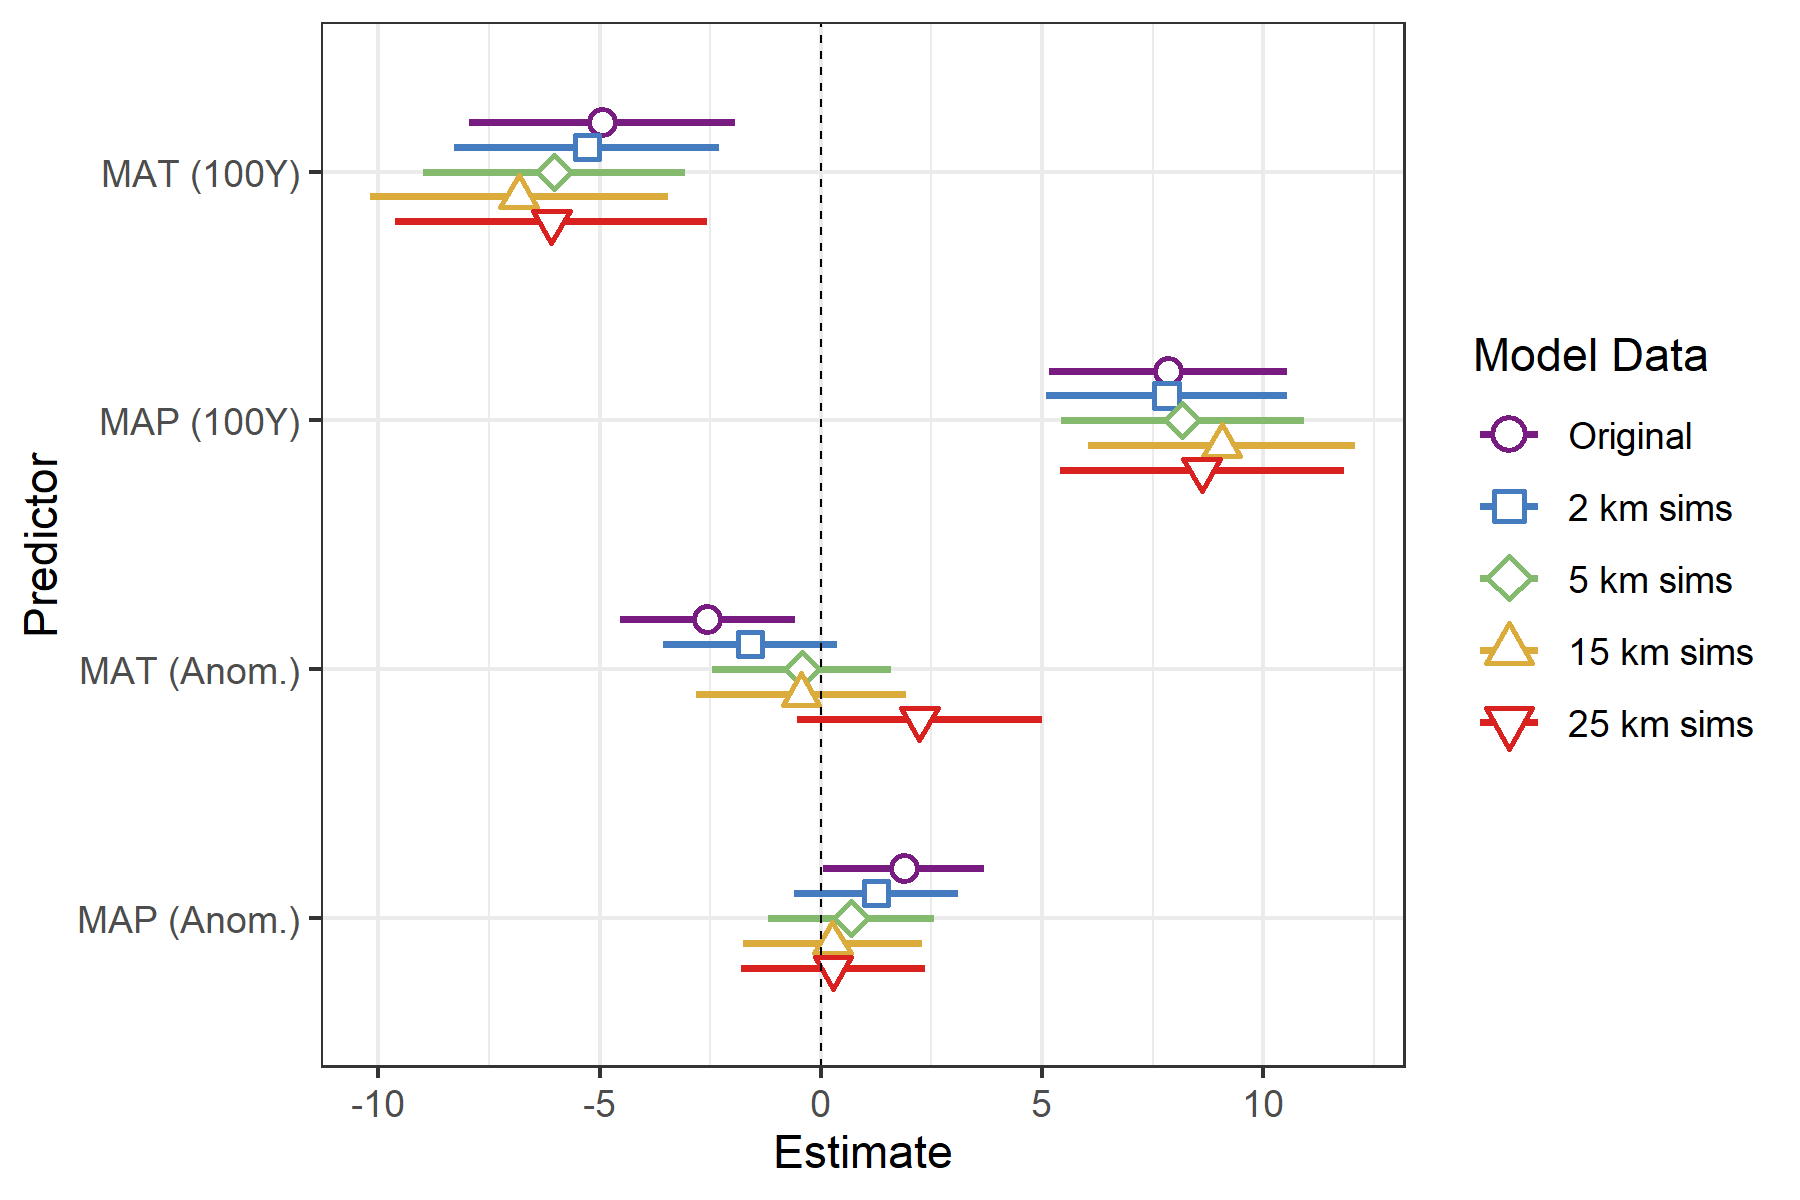 MAT (100Y)
MAP (100Y)
MAT (Anom.)
MAP (Anom.)
Predictor
-10
-5
0
5
10
Estimate
Model Data
Original
2 km sims
5 km sims
15 km sims
25 km sims